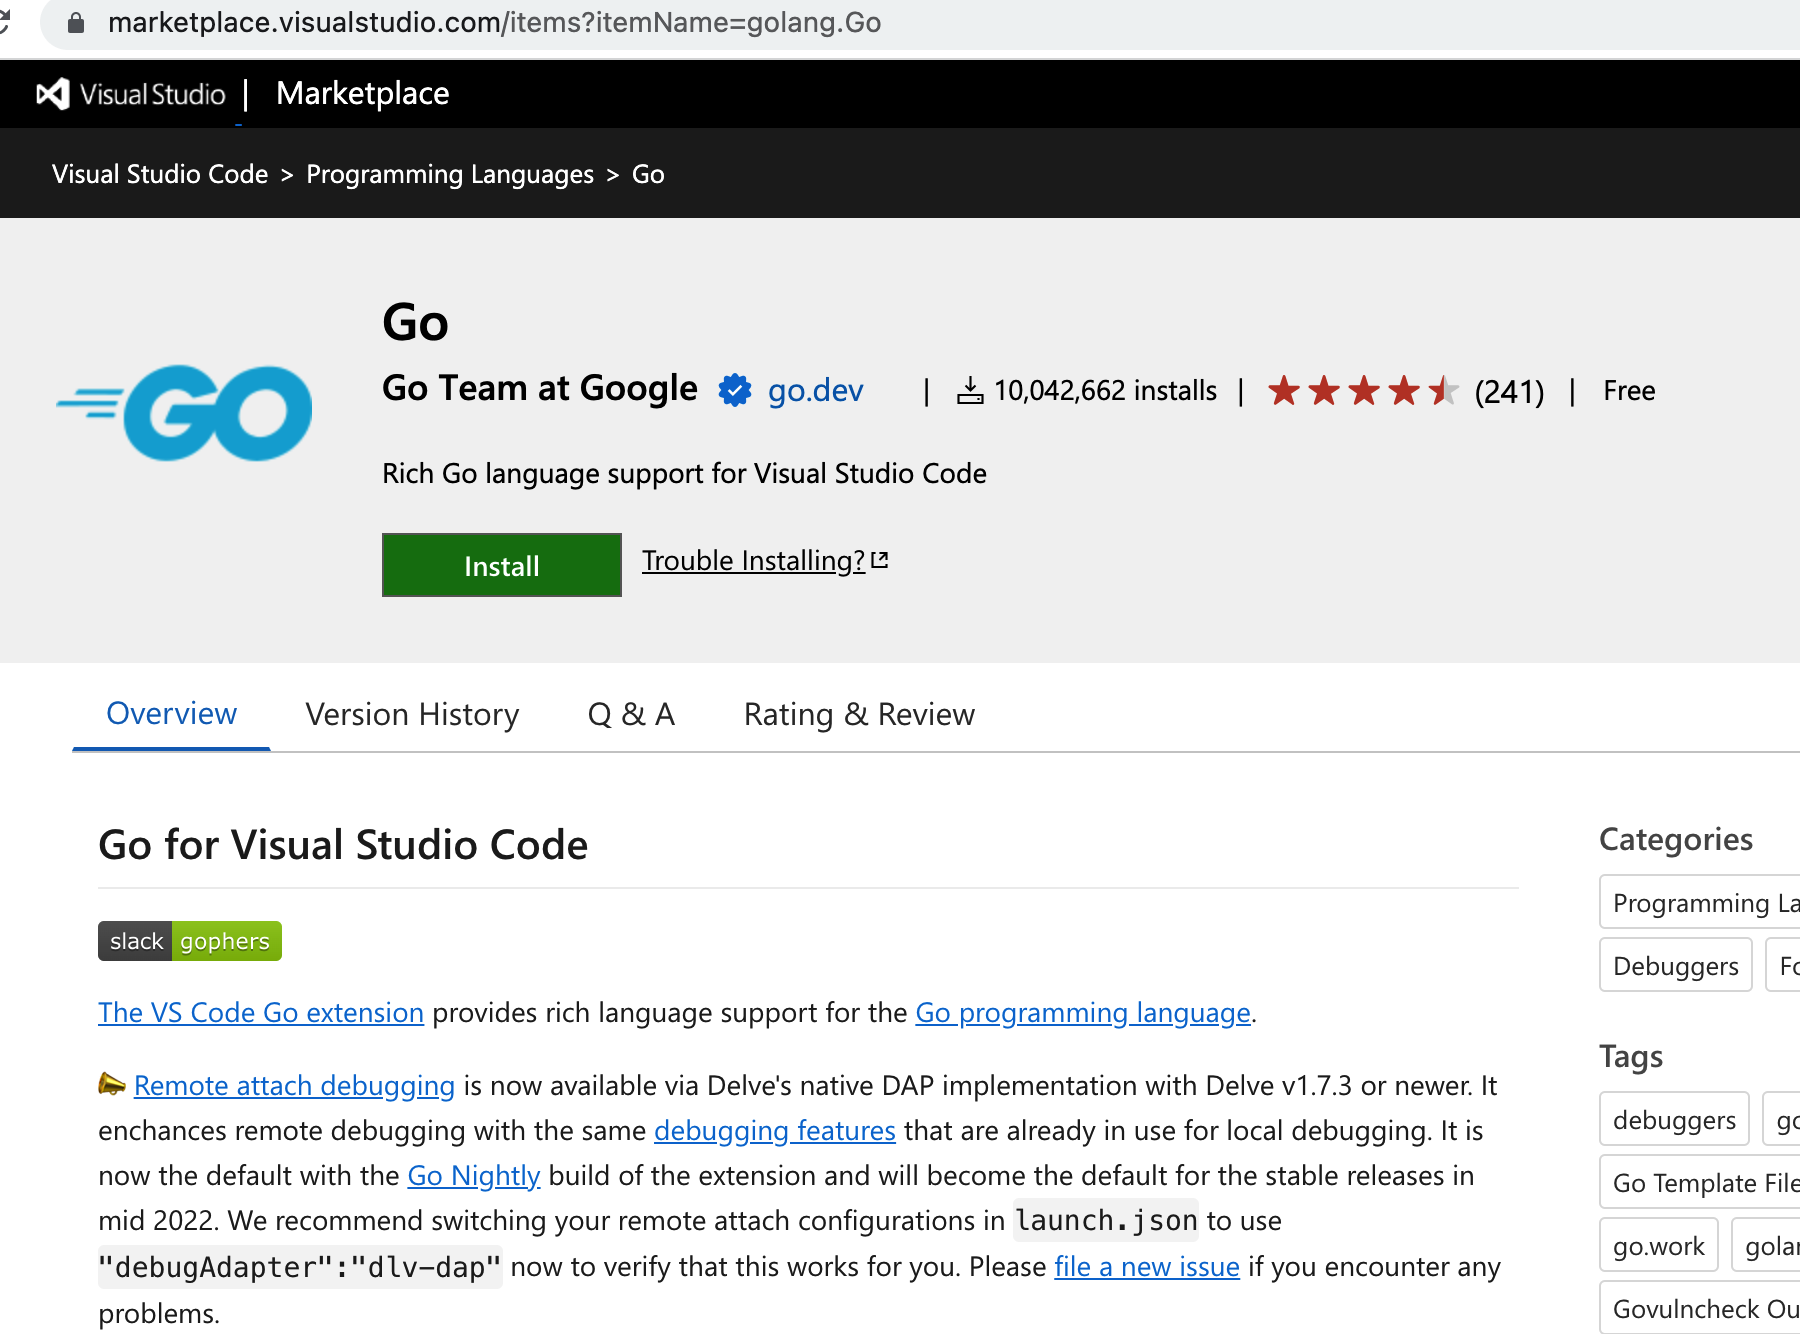 marketplace.visualstudio.com/items?itemName=golang.Go
Visual Studio | Marketplace
Visual Studio Code > Programming Languages > Go
GO
Go
Go Team at Google go.dev | 10,042,662 installs | (241) | Free
Rich Go language support for Visual Studio Code
Install Trouble Installing?
Overview Version History Q & A Rating & Review
Go for Visual Studio Code
slack gophers
The VS Code Go extension provides rich language support for the Go programming language.
Remote attach debugging is now available via Delve's native DAP implementation with Delve v1.7.3 or newer. It
enchances remote debugging with the same debugging features that are already in use for local debugging. It is
now the default with the Go Nightly build of the extension and will become the default for the stable releases in
mid 2022. We recommend switching your remote attach configurations in launch.json to use
"debugAdapter":"dlv-dap" now to verify that this works for you. Please file a new issue if you encounter any
problems.
Categories
Programming
Debuggers
Tags
debuggers
Go Template
go.work
Govulncheck